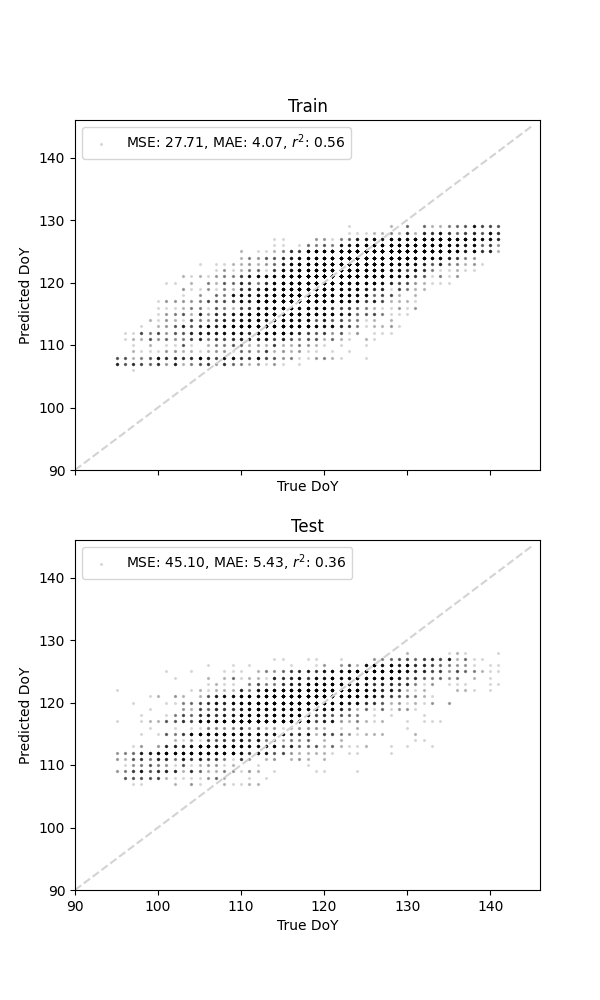 Train
MSE: 27.71, MAE: 4.07, r²: 0.56
140
130
120
110
100
90
Predicted DoY
True DoY
Test
MSE: 45.10, MAE: 5.43, r²: 0.36
140
130
120
110
100
90
Predicted DoY
90 100 110 120 130 140
True DoY